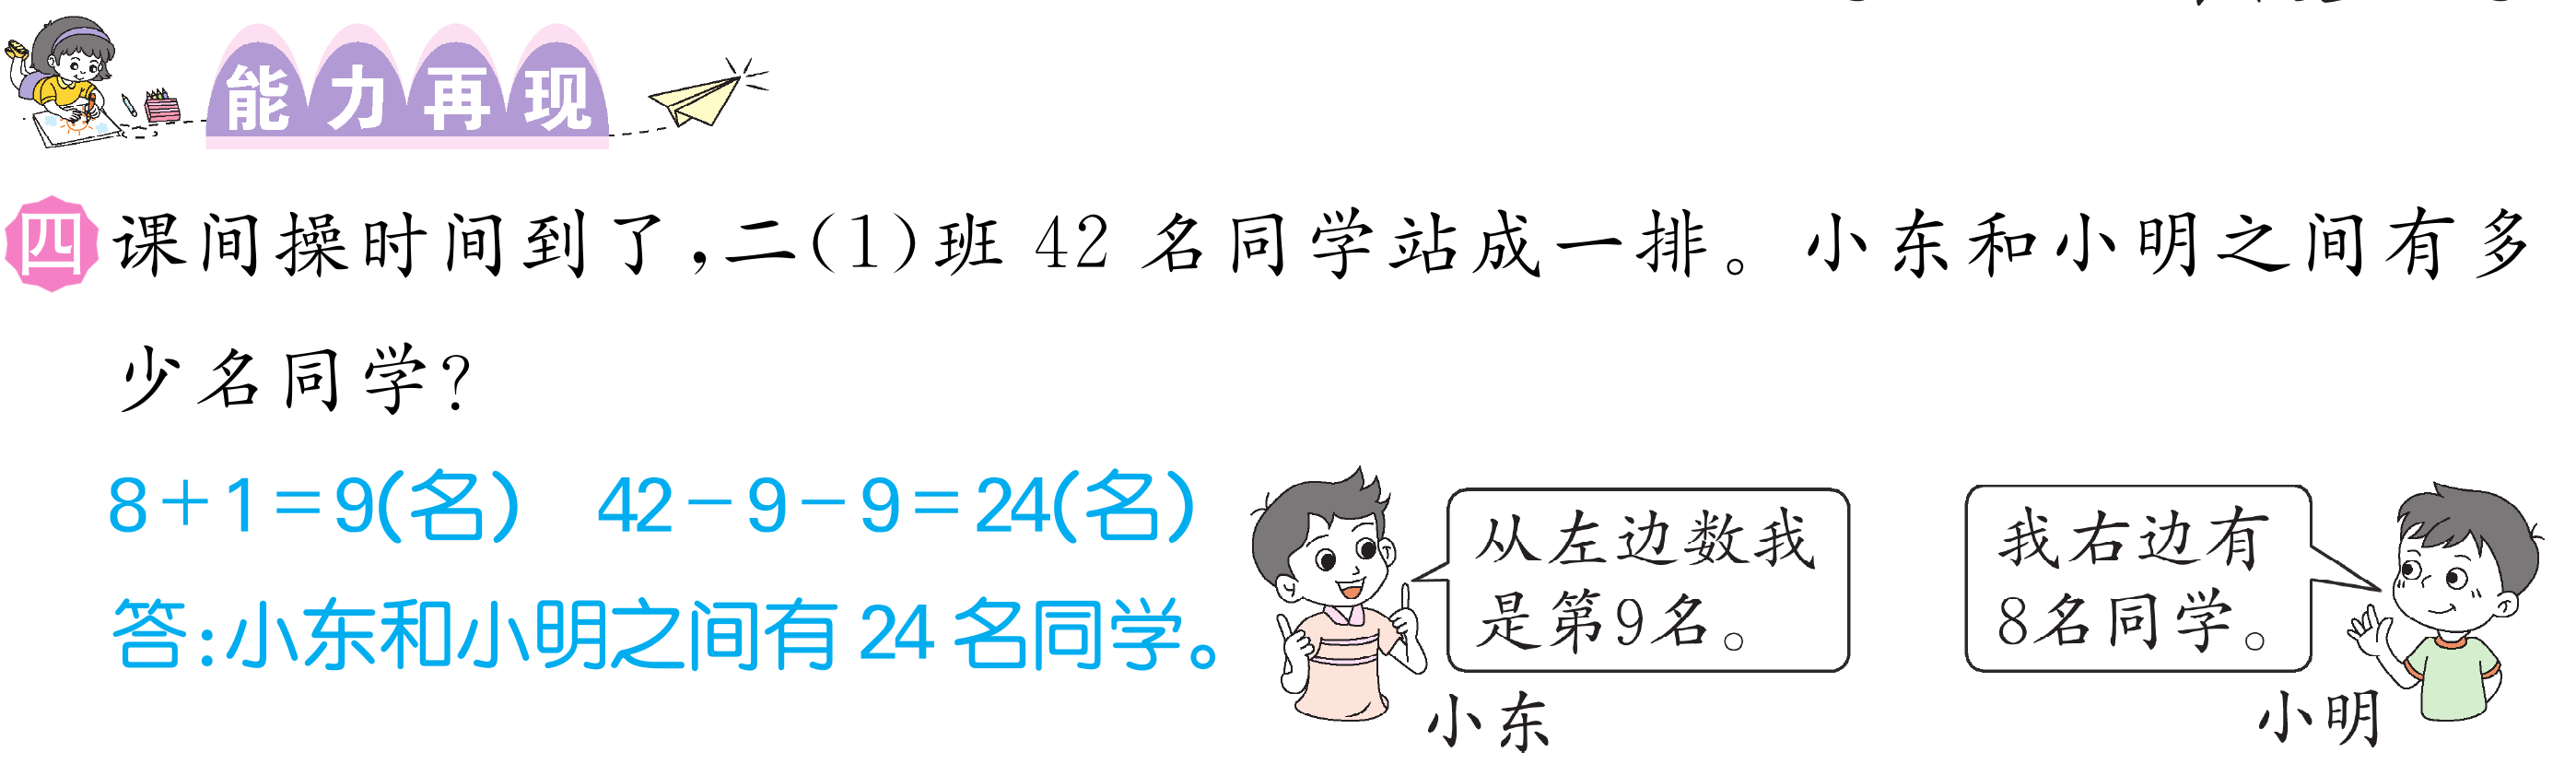 能力再现
四 课间操时间到了,二(1)班 42 名同学站成一排。小东和小明之间有多
少名同学?
8+1=9(名) 42-9-9=24(名)
答:小东和小明之间有 24 名同学。
从左边数我
是第9名。
小东
我右边有
8名同学。
小明